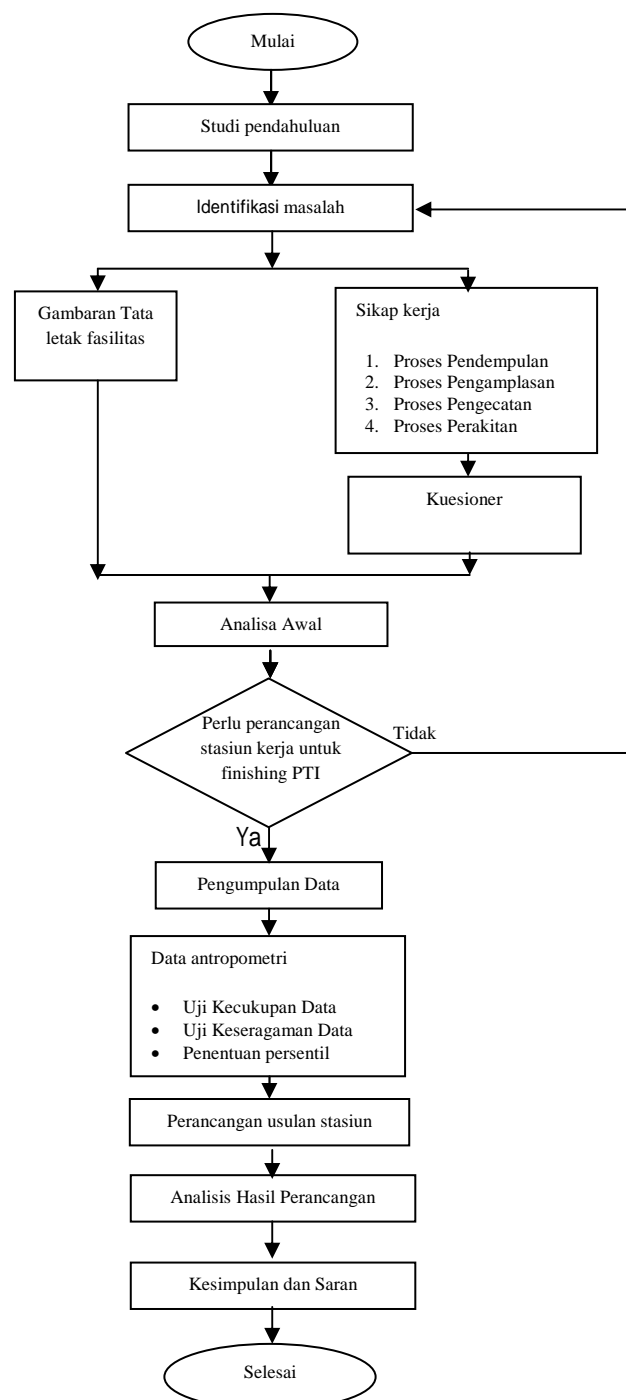 Mulai
Studi pendahuluan
Identifikasi masalah
Gambaran Tata
letak fasilitas
Sikap kerja
1. Proses Pendempulan
2. Proses Pengamplasan
3. Proses Pengecatan
4. Proses Perakitan
Kuesioner
Analisa Awal
Perlu perancangan
stasiun kerja untuk
finishing PTI
Tidak
Ya
Pengumpulan Data
Data antropometri
• Uji Kecukupan Data
• Uji Keseragaman Data
• Penentuan persentil
Perancangan usulan stasiun
Analisis Hasil Perancangan
Kesimpulan dan Saran
Selesai